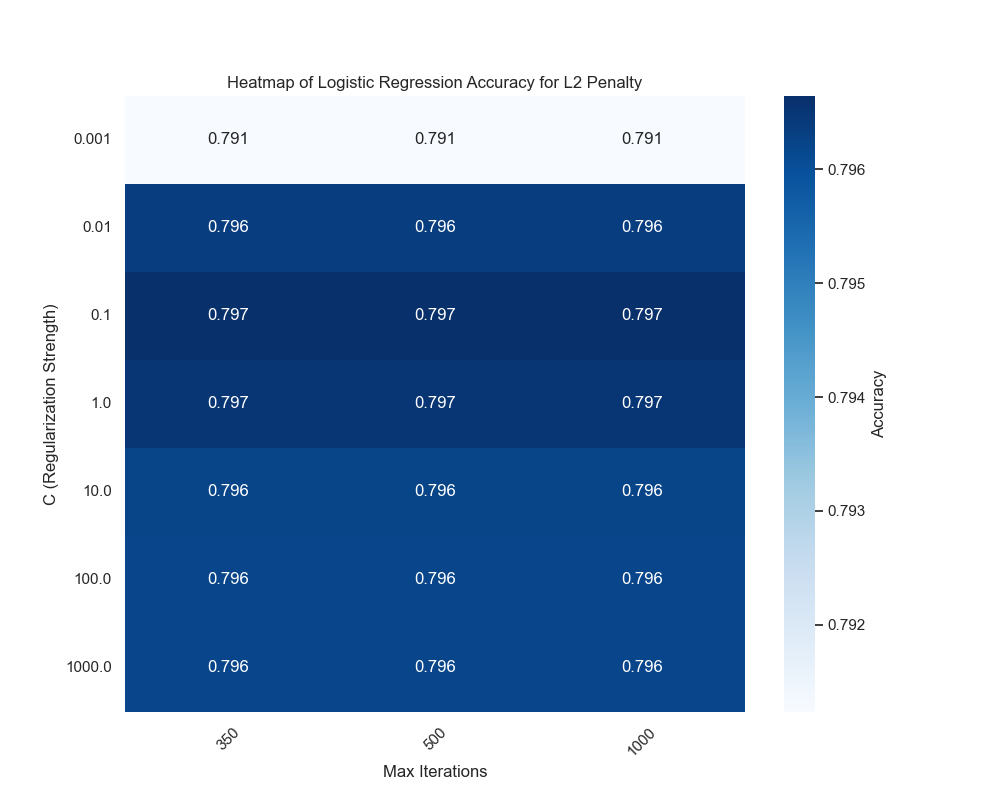 Heatmap of Logistic Regression Accuracy for L2 Penalty
0.001 0.791 0.791 0.791
0.01 0.796 0.796 0.796
0.1 0.797 0.797 0.797
1.0 0.797 0.797 0.797
10.0 0.796 0.796 0.796
100.0 0.796 0.796 0.796
1000.0 0.796 0.796 0.796
C (Regularization Strength)
350 500 1000
Max Iterations
0.796
0.795
0.794
0.793
0.792
Accuracy